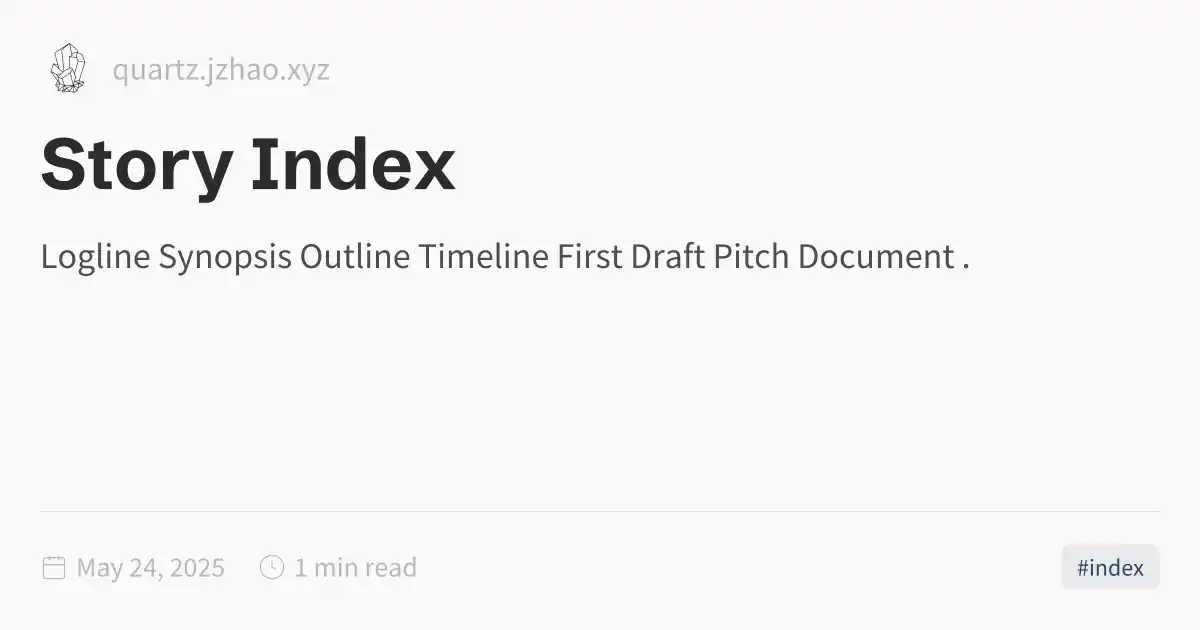 quartz.jzhao.xyz
Story Index
Logline Synopsis Outline Timeline First Draft Pitch Document .
May 24, 2025 1 min read
#index